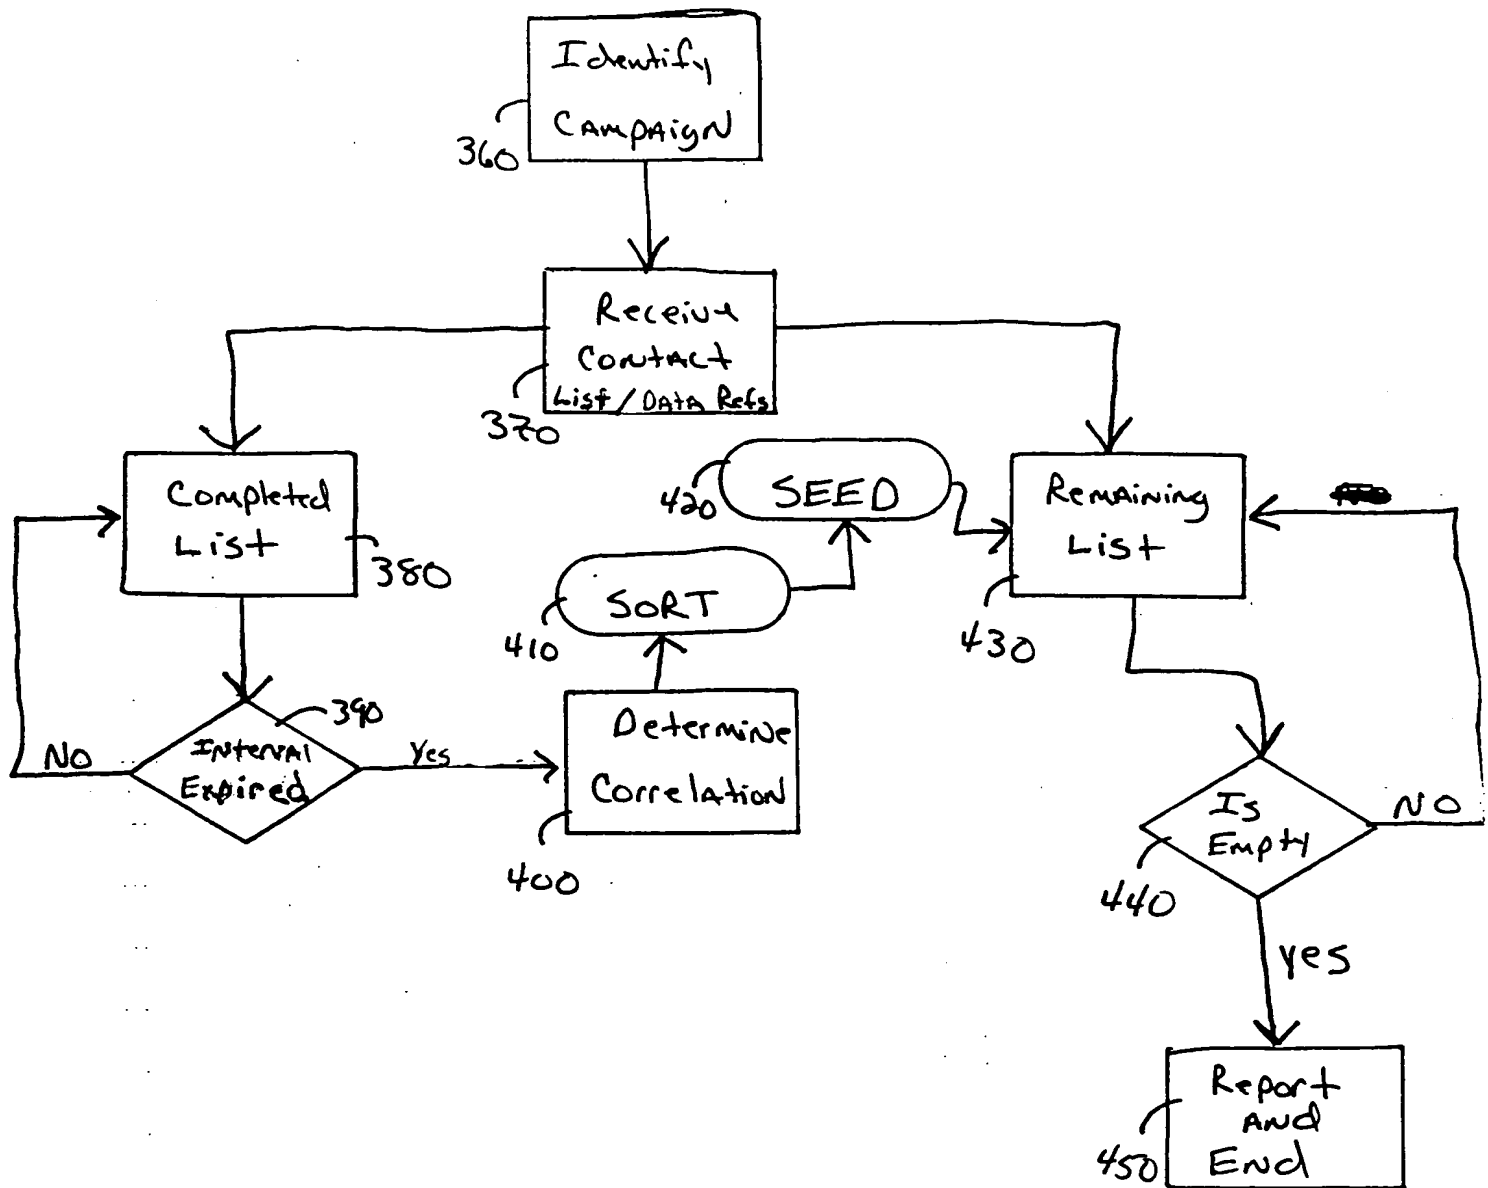 Identify
CAMPAIGN
360
Receive
CONTACT
List / DATA Refs
370
Completed
List
380
420
SEED
Remaining
List
430
SORT
410
390
INTERVAL
Expired
NO
Yes
Determine
Correlation
400
Is
Empty
NO
440
yes
Report
AND
End
450